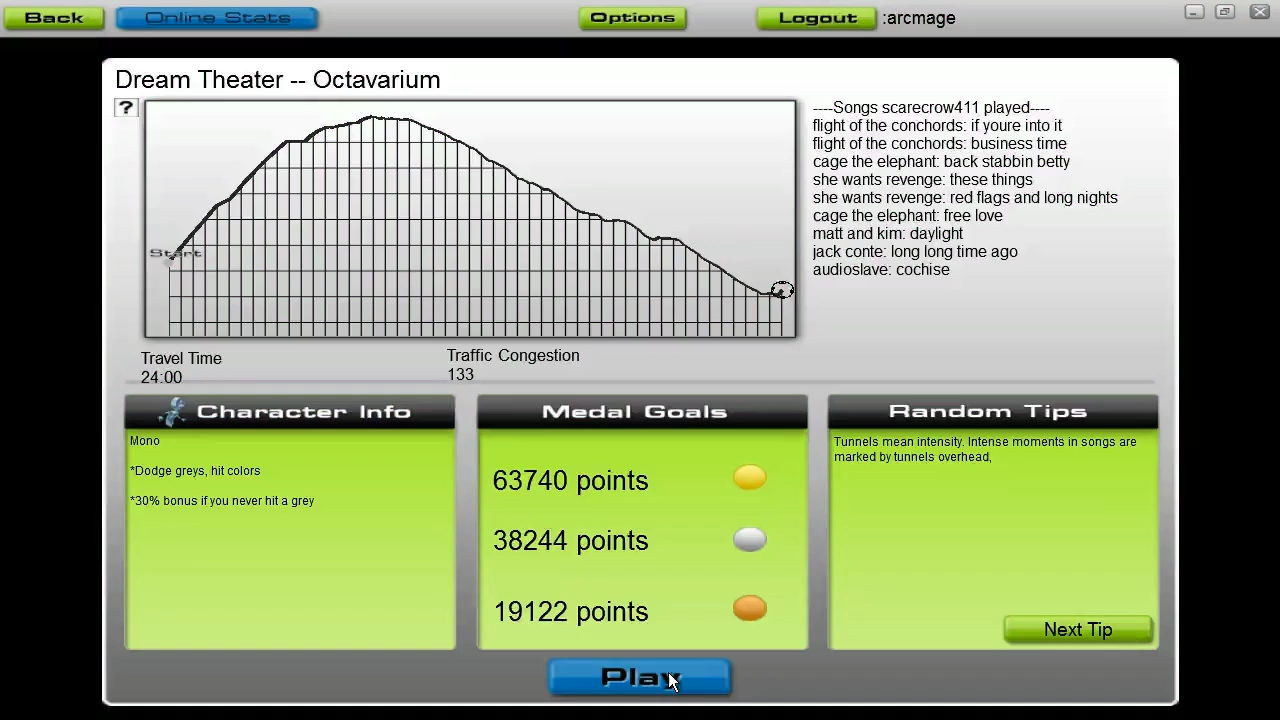 Back
Online Stats
Options
Logout
:arcmage
Dream Theater -- Octavarium
?
Start
----Songs scarecrow411 played----
flight of the conchords: if youre into it
flight of the conchords: business time
cage the elephant: back stabbin betty
she wants revenge: these things
she wants revenge: red flags and long nights
cage the elephant: free love
matt and kim: daylight
jack conte: long long time ago
audioslave: cochise
Travel Time
24:00
Traffic Congestion
133
Character Info
Mono
*Dodge greys, hit colors
*30% bonus if you never hit a grey
Medal Goals
63740 points
38244 points
19122 points
Random Tips
Tunnels mean intensity. Intense moments in songs are
marked by tunnels overhead,
Next Tip
Play